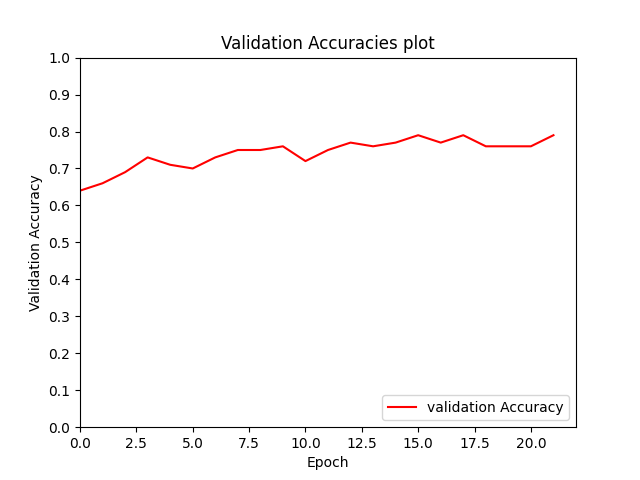 Validation Accuracies plot
1.0
0.9
0.8
0.7
0.6
0.5
0.4
0.3
0.2
0.1
0.0
Validation Accuracy
validation Accuracy
0.0 2.5 5.0 7.5 10.0 12.5 15.0 17.5 20.0
Epoch